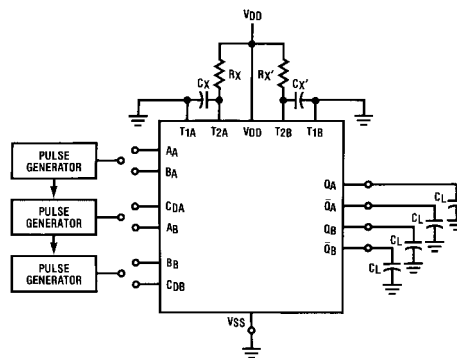 VDD
RX
RX'
CX
CX'
T1A T2A VDD T2B T1B
PULSE
GENERATOR
PULSE
GENERATOR
PULSE
GENERATOR
AA
BA
CDA
AB
BB
CDB
QA
Q̄A
QB
Q̄B
CL
CL
CL
CL
VSS